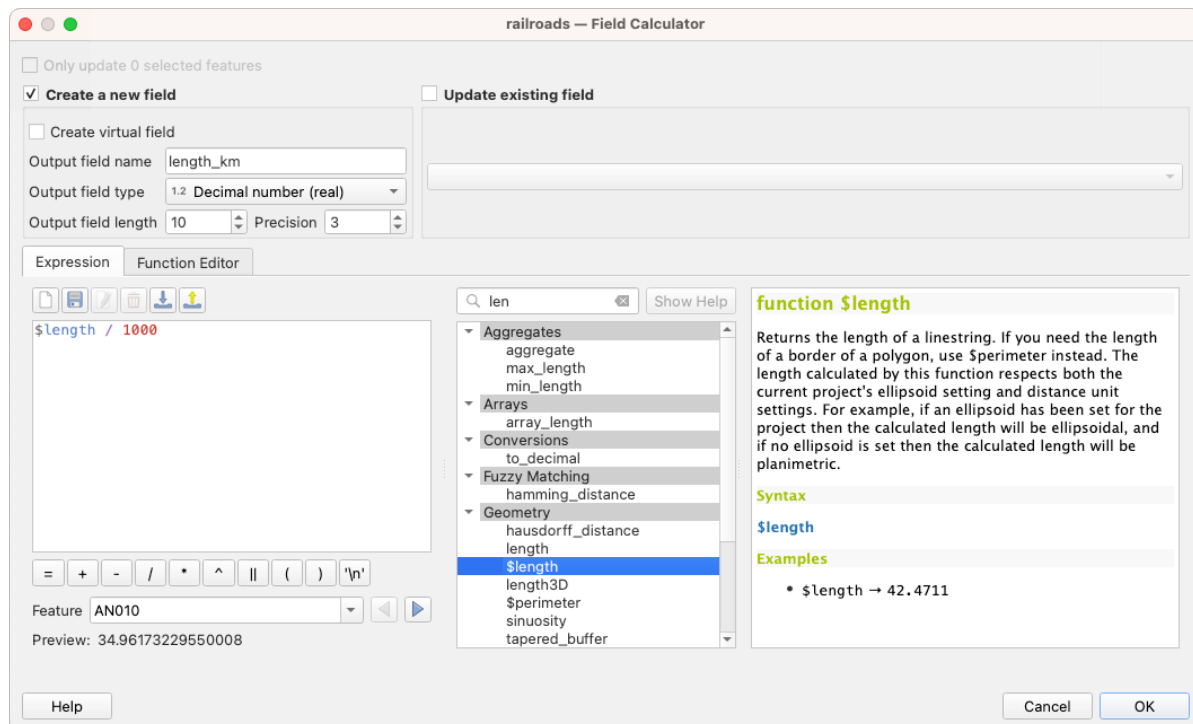 railroads — Field Calculator
Only update 0 selected features
Create a new field
Update existing field
Create virtual field
Output field name length_km
Output field type 1.2 Decimal number (real)
Output field length 10 Precision 3
Expression Function Editor
len Show Help
$length / 1000
Aggregates
aggregate
max_length
min_length
Arrays
array_length
Conversions
to_decimal
Fuzzy Matching
hamming_distance
Geometry
hausdorff_distance
length
$length
length3D
$perimeter
sinuosity
tapered_buffer
function $length
Returns the length of a linestring. If you need the length
of a border of a polygon, use $perimeter instead. The
length calculated by this function respects both the
current project's ellipsoid setting and distance unit
settings. For example, if an ellipsoid has been set for the
project then the calculated length will be ellipsoidal, and
if no ellipsoid is set then the calculated length will be
planimetric.
Syntax
$length
Examples
• $length → 42.4711
= + - / * ^ || ( ) '\n'
Feature AN010
Preview: 34.96173229550008
Help Cancel OK